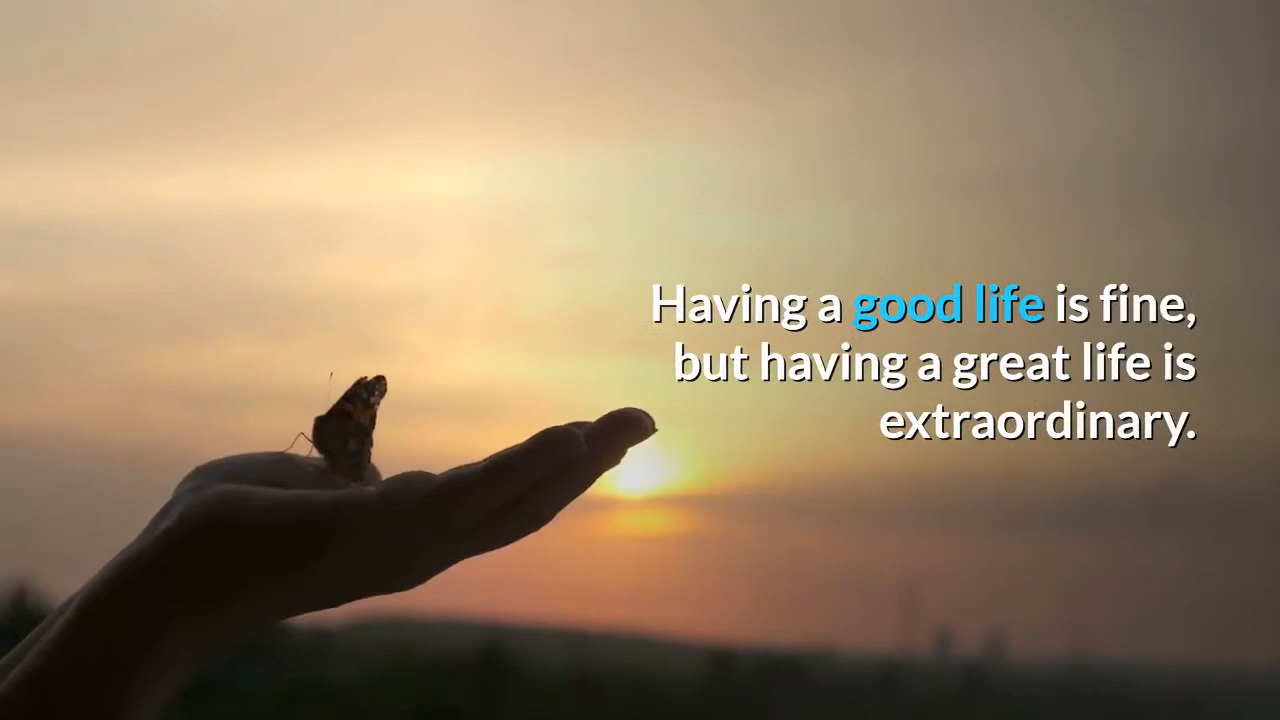 Having a good life is fine,
but having a great life is
extraordinary.